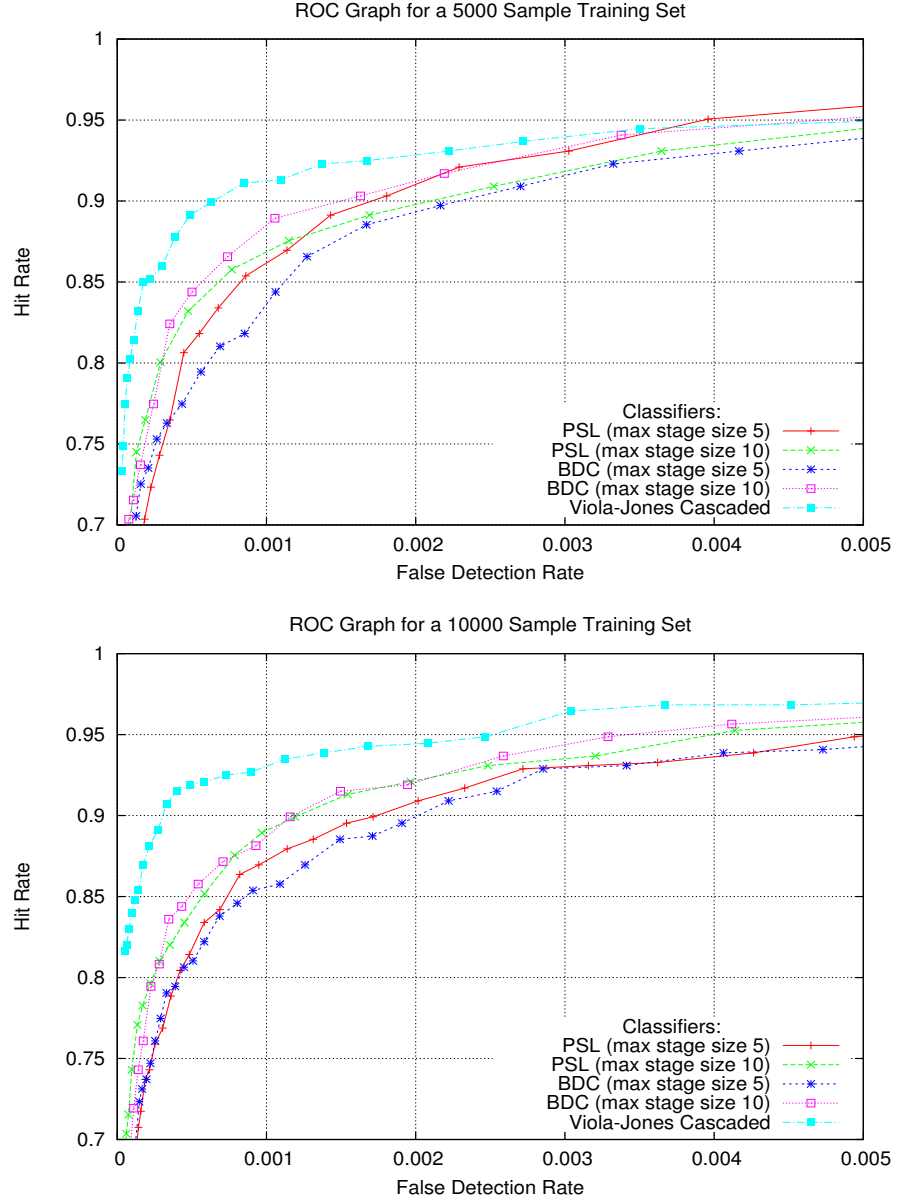 ROC Graph for a 5000 Sample Training Set
1
0.95
0.9
0.85
0.8
0.75
0.7
Hit Rate
Classifiers:
PSL (max stage size 5)
PSL (max stage size 10)
BDC (max stage size 5)
BDC (max stage size 10)
Viola-Jones Cascaded
0 0.001 0.002 0.003 0.004 0.005
False Detection Rate
ROC Graph for a 10000 Sample Training Set
1
0.95
0.9
0.85
0.8
0.75
0.7
Hit Rate
Classifiers:
PSL (max stage size 5)
PSL (max stage size 10)
BDC (max stage size 5)
BDC (max stage size 10)
Viola-Jones Cascaded
0 0.001 0.002 0.003 0.004 0.005
False Detection Rate